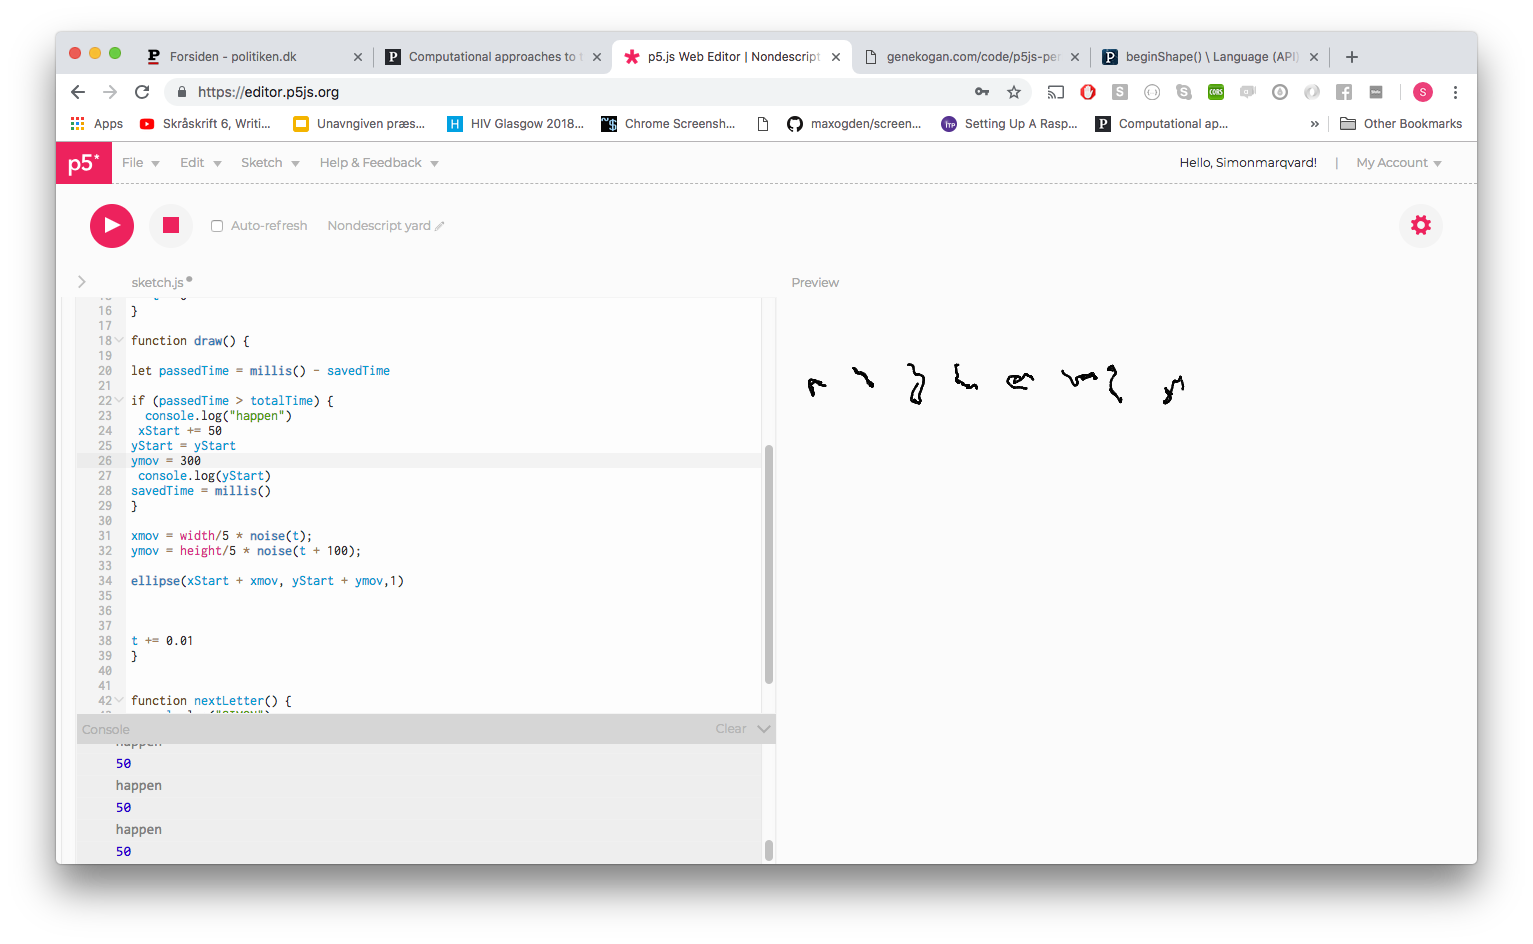 Forsiden - politiken.dk
Computational approaches to t
p5.js Web Editor | Nondescript
genekogan.com/code/p5js-per
beginShape() \ Language (API)
https://editor.p5js.org
Apps
Skråskrift 6, Writi...
Unavngiven præs...
HIV Glasgow 2018...
Chrome Screensh...
maxogden/screen...
Setting Up A Rasp...
Computational ap...
» Other Bookmarks
p5* File Edit Sketch Help & Feedback
Hello, Simonmarqvard! | My Account
Auto-refresh Nondescript yard
sketch.js
Preview
16 }
17
18 function draw() {
19
20 let passedTime = millis() - savedTime
21
22 if (passedTime > totalTime) {
23 console.log("happen")
24 xStart += 50
25 yStart = yStart
26 ymov = 300
27 console.log(yStart)
28 savedTime = millis()
29 }
30
31 xmov = width/5 * noise(t);
32 ymov = height/5 * noise(t + 100);
33
34 ellipse(xStart + xmov, yStart + ymov,1)
35
36
37
38 t += 0.01
39 }
40
41
42 function nextLetter() {
Console Clear
happen
50
happen
50
happen
50